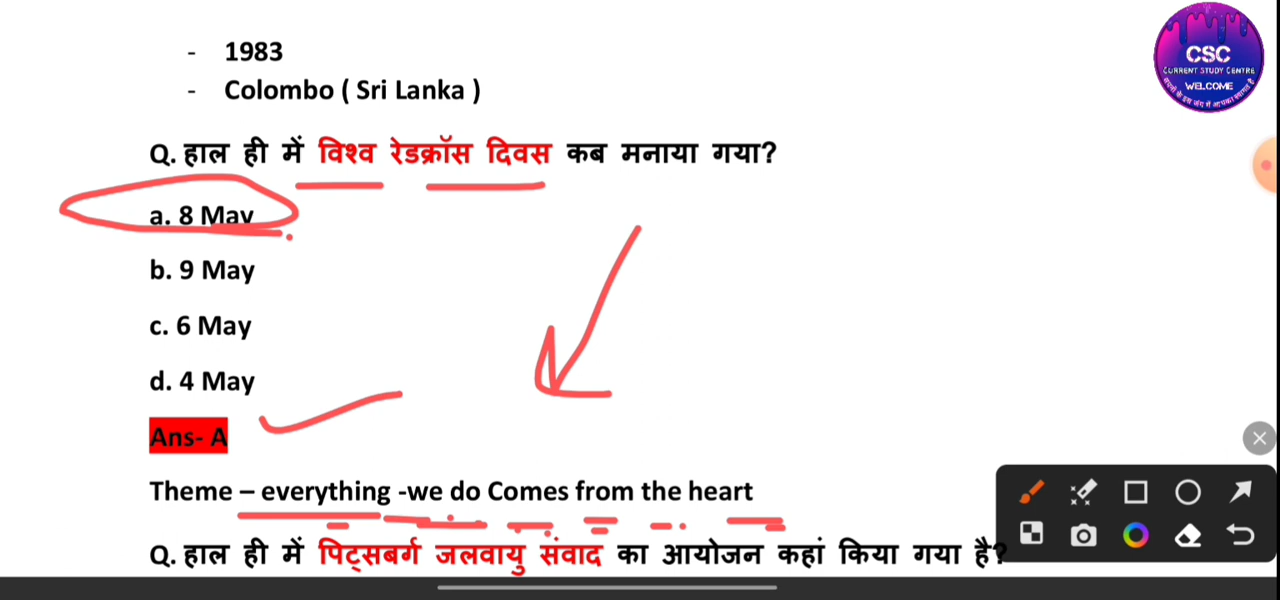 - 1983
- Colombo ( Sri Lanka )
CSC
CURRENT STUDY CENTRE
WELCOME
Q. हाल ही में विश्व रेडक्रॉस दिवस कब मनाया गया?
a. 8 May
b. 9 May
c. 6 May
d. 4 May
Ans- A
Theme – everything -we do Comes from the heart
Q. हाल ही में पिट्सबर्ग जलवायु संवाद का आयोजन कहां किया गया है?